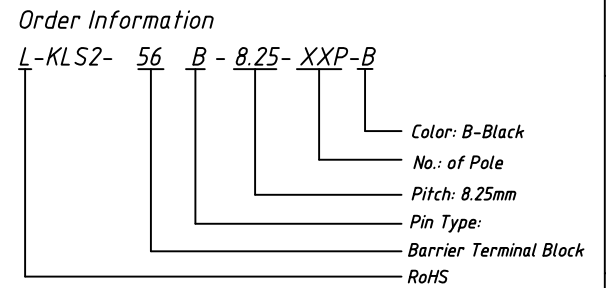 Order Information
L-KLS2- 56 B - 8.25- XXP-B
Color: B-Black
No.: of Pole
Pitch: 8.25mm
Pin Type:
Barrier Terminal Block
RoHS